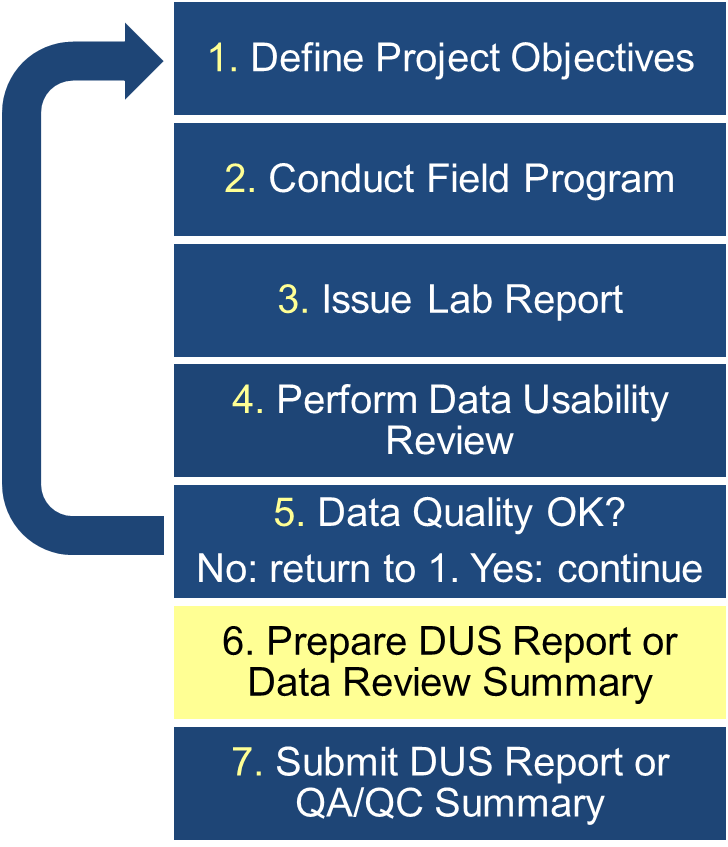 1. Define Project Objectives
2. Conduct Field Program
3. Issue Lab Report
4. Perform Data Usability
Review
5. Data Quality OK?
No: return to 1. Yes: continue
6. Prepare DUS Report or
Data Review Summary
7. Submit DUS Report or
QA/QC Summary